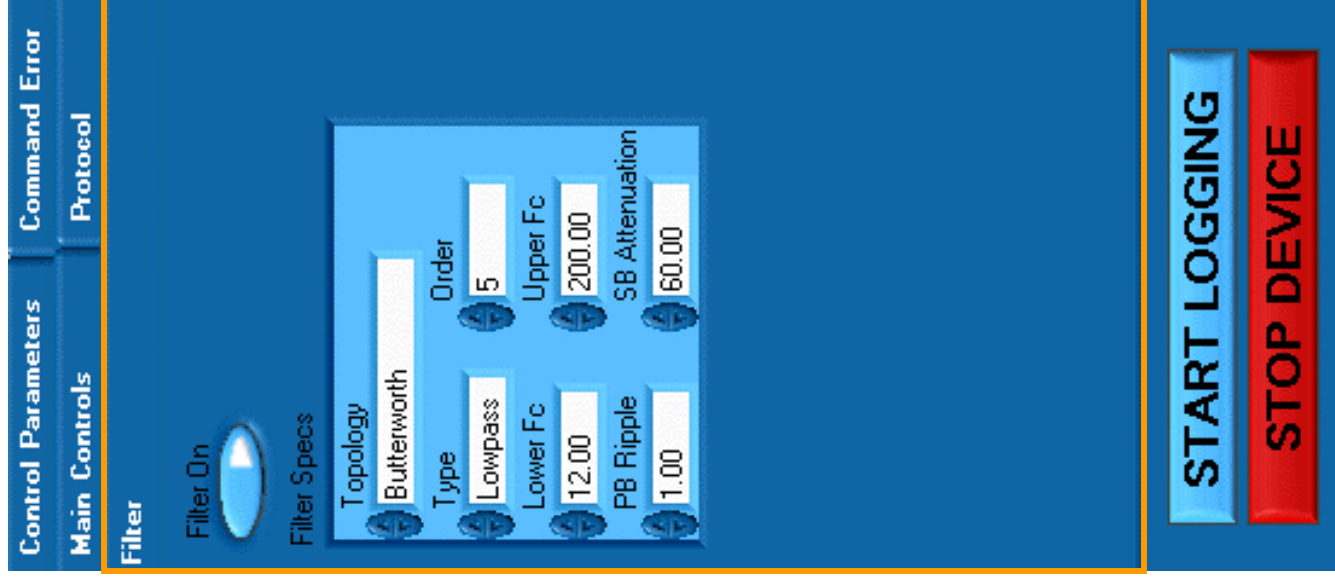 Control Parameters Command Error
Main Controls Protocol
Filter
Filter On
Filter Specs
Topology
Butterworth
Type Order
Lowpass 5
Lower Fc Upper Fc
12.00 200.00
PB Ripple SB Attenuation
1.00 60.00
START LOGGING
STOP DEVICE